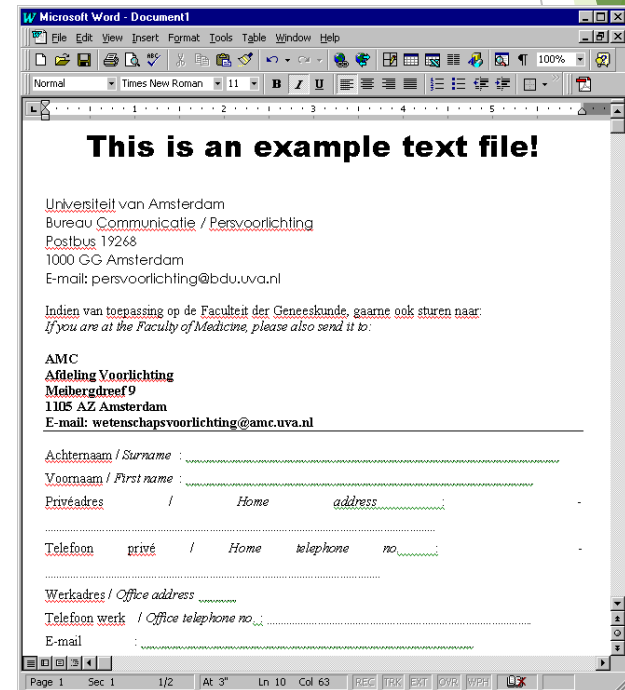 Microsoft Word - Document1
File Edit View Insert Format Tools Table Window Help
100%
Normal Times New Roman 11 B I U
1 2 3 4 5
This is an example text file!
Universiteit van Amsterdam
Bureau Communicatie / Persvoorlichting
Postbus 19268
1000 GG Amsterdam
E-mail: persvoorlichting@bdu.uva.nl
Indien van toepassing op de Faculteit der Geneeskunde, gaarne ook sturen naar:
If you are at the Faculty of Medicine, please also send it to:
AMC
Afdeling Voorlichting
Meibergdreef 9
1105 AZ Amsterdam
E-mail: wetenschapsvoorlichting@amc.uva.nl
Achternaam / Surname :
Voornaam / First name :
Privéadres / Home address : -
Telefoon privé / Home telephone no. : -
Werkadres / Office address
Telefoon werk / Office telephone no. :
E-mail :
Page 1 Sec 1 1/2 At 3" Ln 10 Col 63 REC TRK EXT OVR WPH